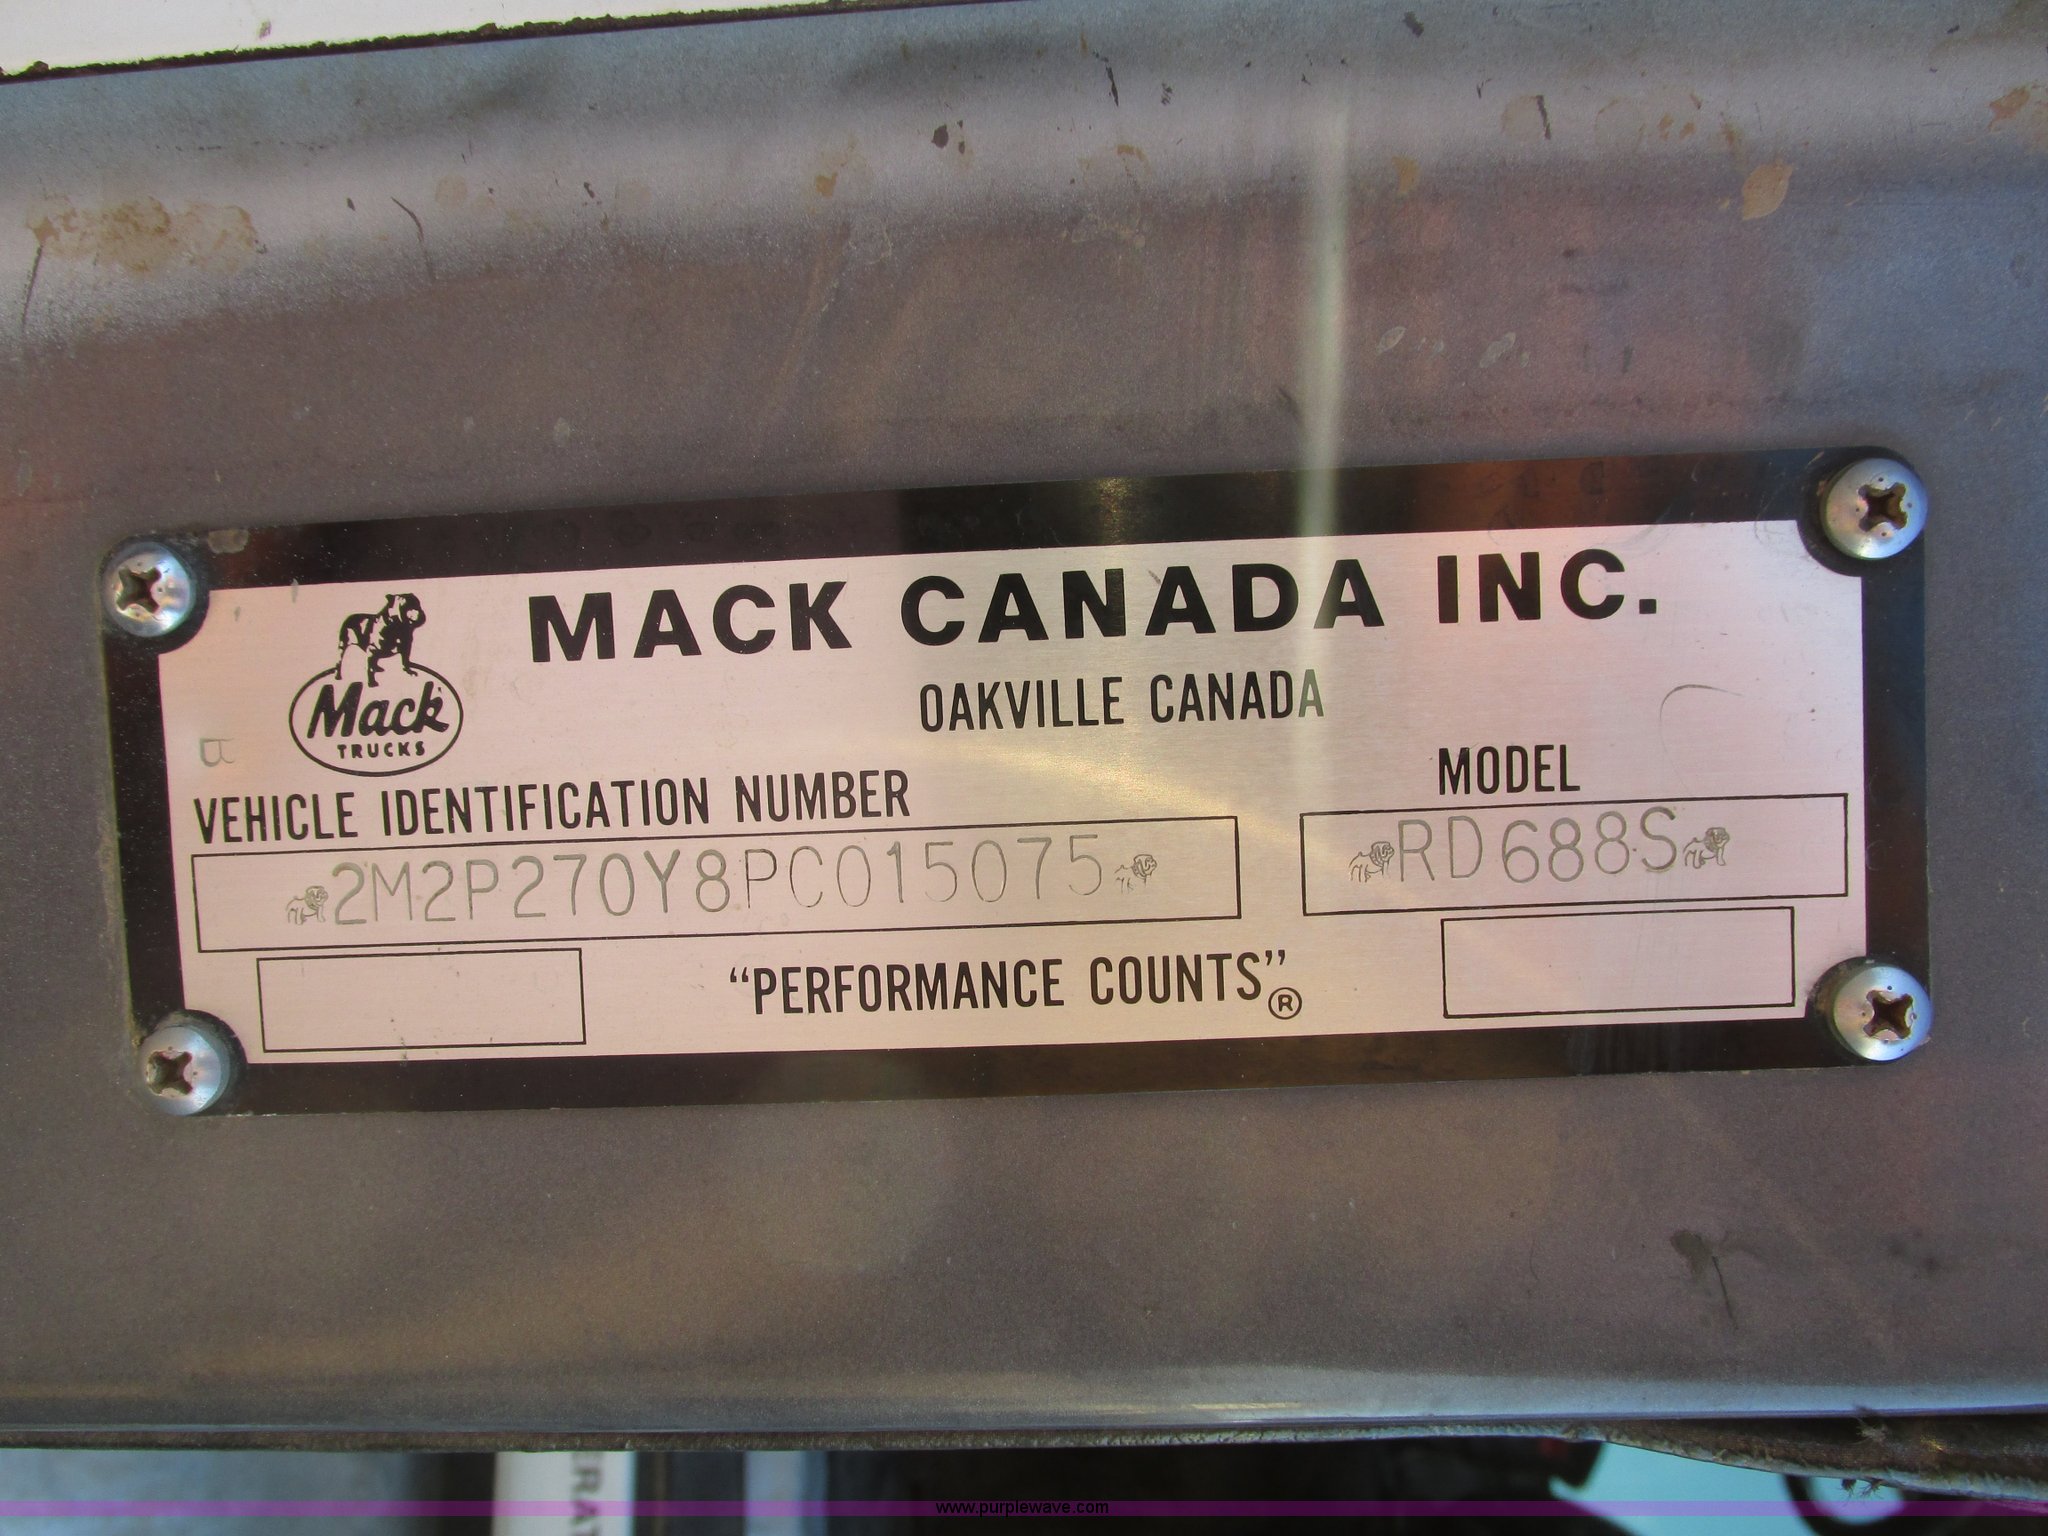 MACK CANADA INC.
OAKVILLE CANADA
Mack
TRUCKS
VEHICLE IDENTIFICATION NUMBER
2M2P270Y8PC015075
MODEL
RD688S
“PERFORMANCE COUNTS”®
www.purplewave.com